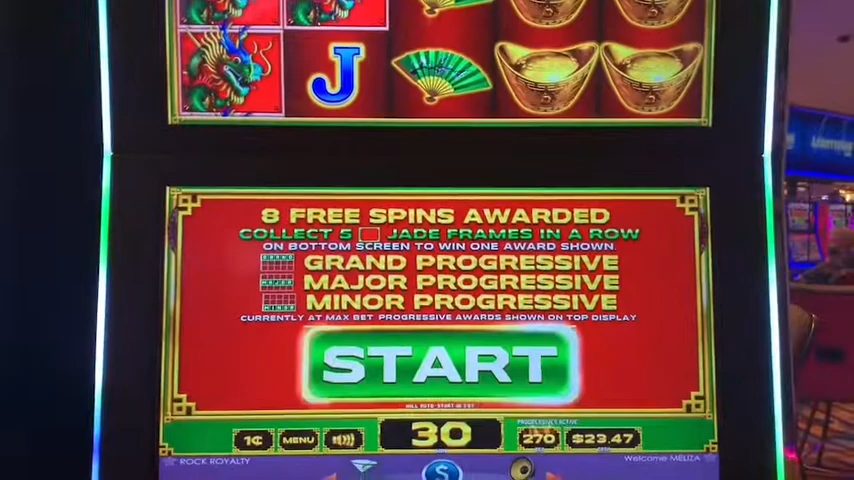 J
8 FREE SPINS AWARDED
COLLECT 5 JADE FRAMES IN A ROW
ON BOTTOM SCREEN TO WIN ONE AWARD SHOWN.
GRAND PROGRESSIVE
MAJOR PROGRESSIVE
MINOR PROGRESSIVE
CURRENTLY AT MAX BET PROGRESSIVE AWARDS SHOWN ON TOP DISPLAY
START
PROGRESSIVES ACTIVE
1¢ MENU 30 270 $23.47
ROCK ROYALTY
Welcome MELIZA